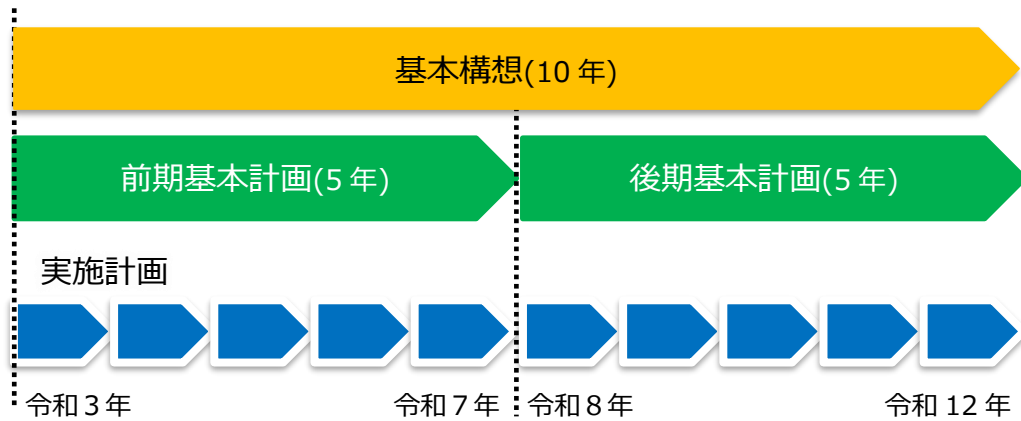 基本構想(10 年)
前期基本計画(5 年)
後期基本計画(5 年)
実施計画
令和３年
令和７年
令和８年
令和 12 年